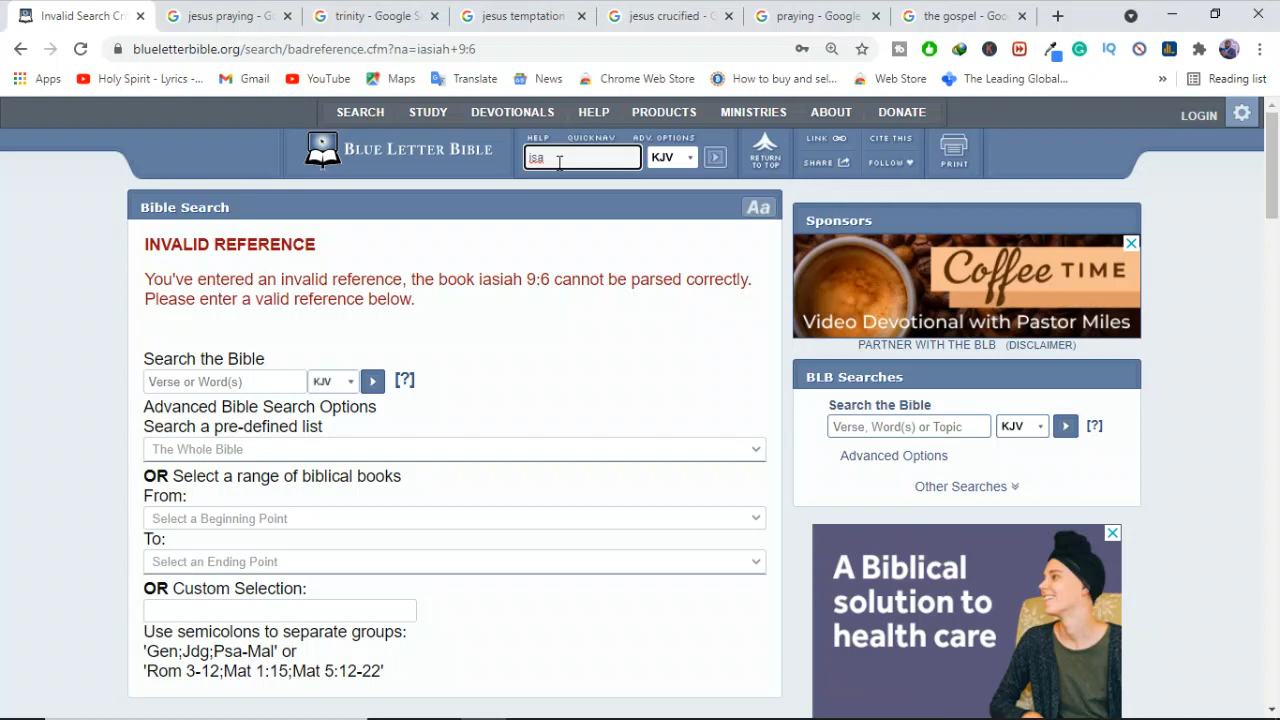 Invalid Search Cr
jesus praying - Go
trinity - Google S
jesus temptation
jesus crucified - G
praying - Google
the gospel - Goo
blueletterbible.org/search/badreference.cfm?na=iasiah+9:6
Apps
Holy Spirit - Lyrics -...
Gmail
YouTube
Maps
Translate
News
Chrome Web Store
How to buy and sel...
Web Store
The Leading Global...
»
Reading list
SEARCH
STUDY
DEVOTIONALS
HELP
PRODUCTS
MINISTRIES
ABOUT
DONATE
LOGIN
BLUE LETTER BIBLE
HELP
QUICKNAV
ADV. OPTIONS
isa
KJV
RETURN
TO TOP
LINK
CITE THIS
SHARE
FOLLOW
PRINT
Bible Search
Aa
INVALID REFERENCE
You've entered an invalid reference, the book iasiah 9:6 cannot be parsed correctly.
Please enter a valid reference below.
Search the Bible
Verse or Word(s)
KJV
[?]
Advanced Bible Search Options
Search a pre-defined list
The Whole Bible
OR Select a range of biblical books
From:
Select a Beginning Point
To:
Select an Ending Point
OR Custom Selection:
Use semicolons to separate groups:
'Gen;Jdg;Psa-Mal' or
'Rom 3-12;Mat 1:15;Mat 5:12-22'
Sponsors
Coffee TIME
Video Devotional with Pastor Miles
PARTNER WITH THE BLB (DISCLAIMER)
BLB Searches
Search the Bible
Verse, Word(s) or Topic
KJV
[?]
Advanced Options
Other Searches
A Biblical
solution to
health care